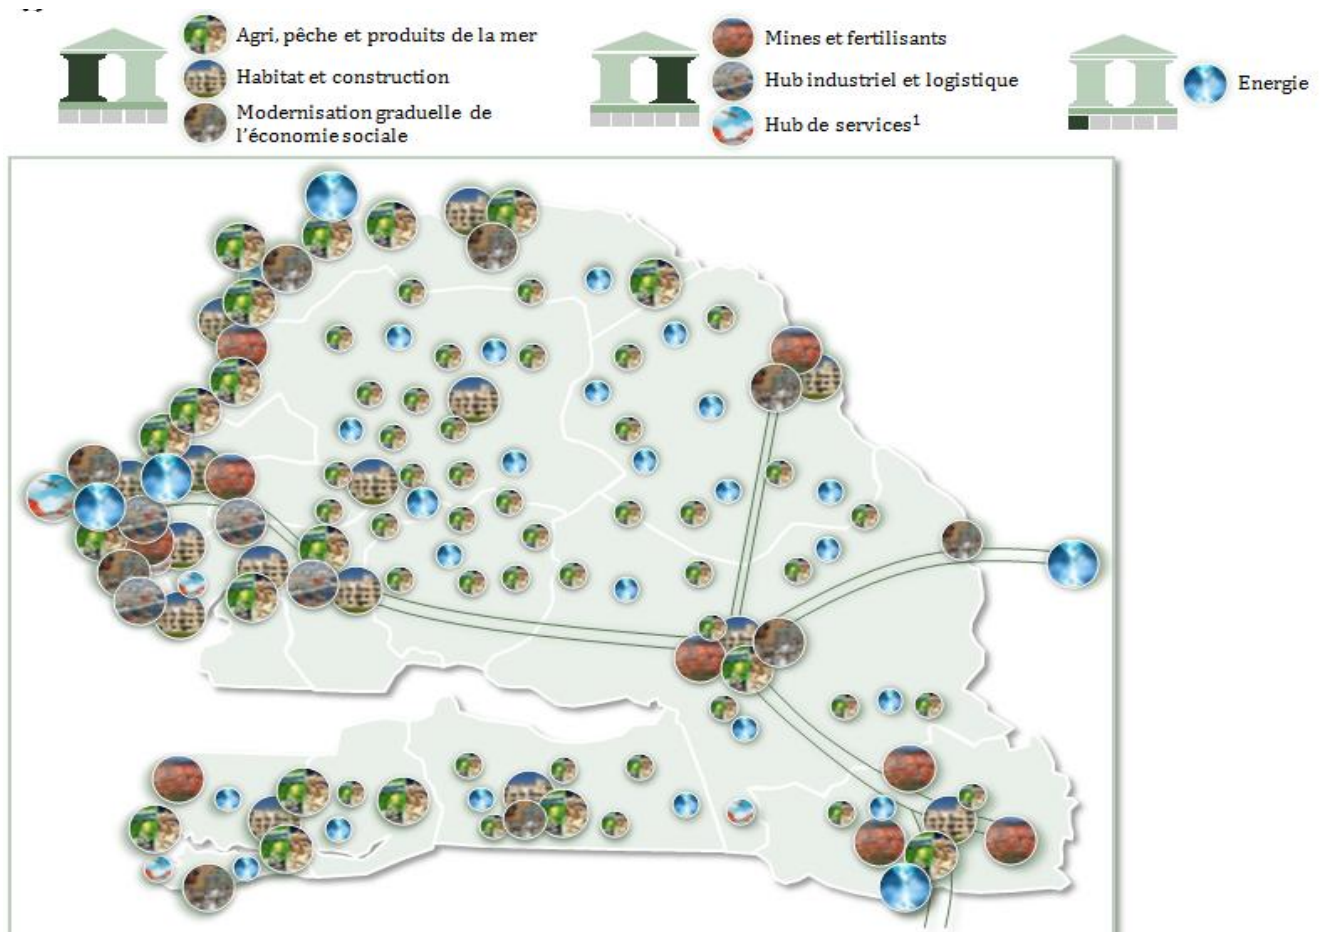 Agri, pêche et produits de la mer
Habitat et construction
Modernisation graduelle de
l'économie sociale
Mines et fertilisants
Hub industriel et logistique
Hub de services¹
Energie